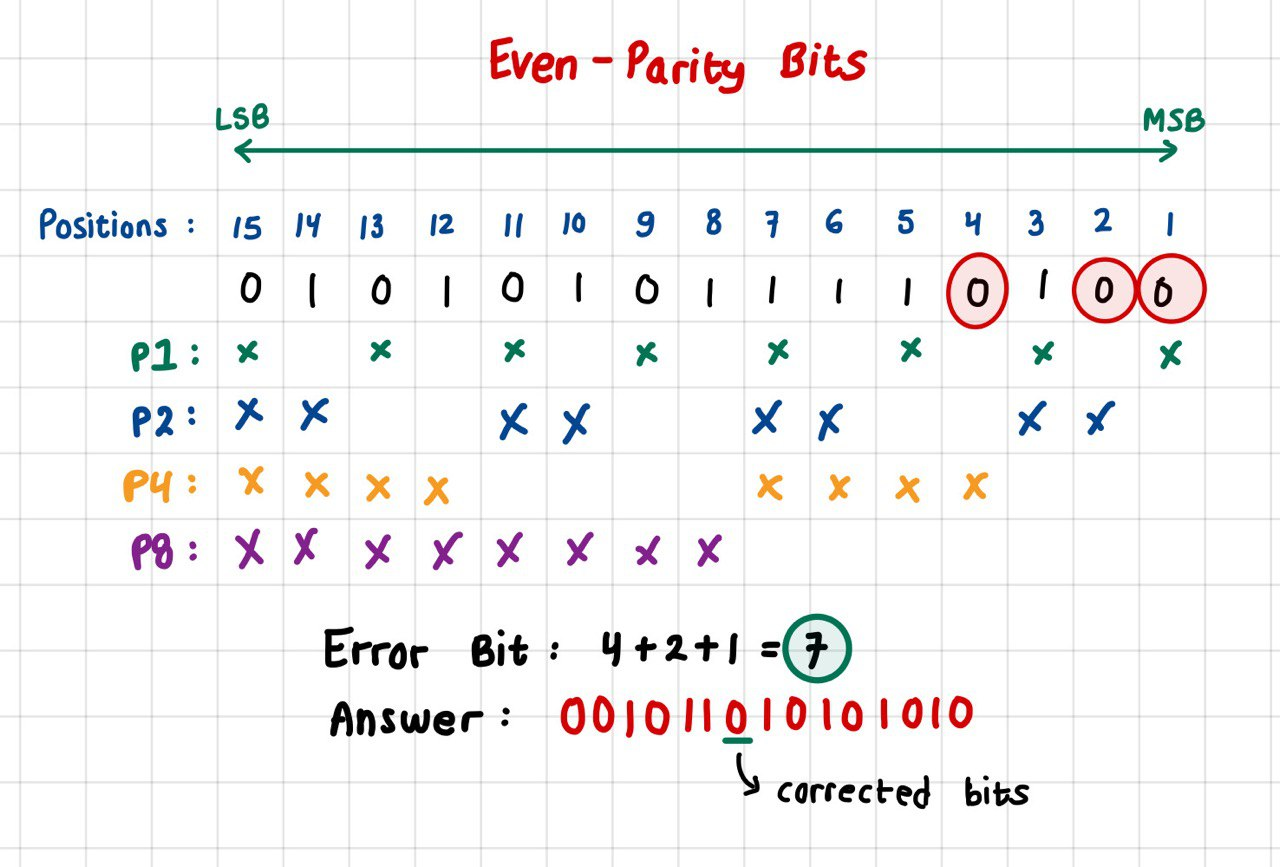 Even-Parity Bits
LSB MSB
Positions : 15 14 13 12 11 10 9 8 7 6 5 4 3 2 1
0 1 0 1 0 1 0 1 1 1 1 0 1 0 0
P1 : x x x x x x x x
P2 : x x x x x x x x
P4 : x x x x x x x x
P8 : x x x x x x x x
Error Bit : 4+2+1 = 7
Answer : 001011010101010
corrected bits